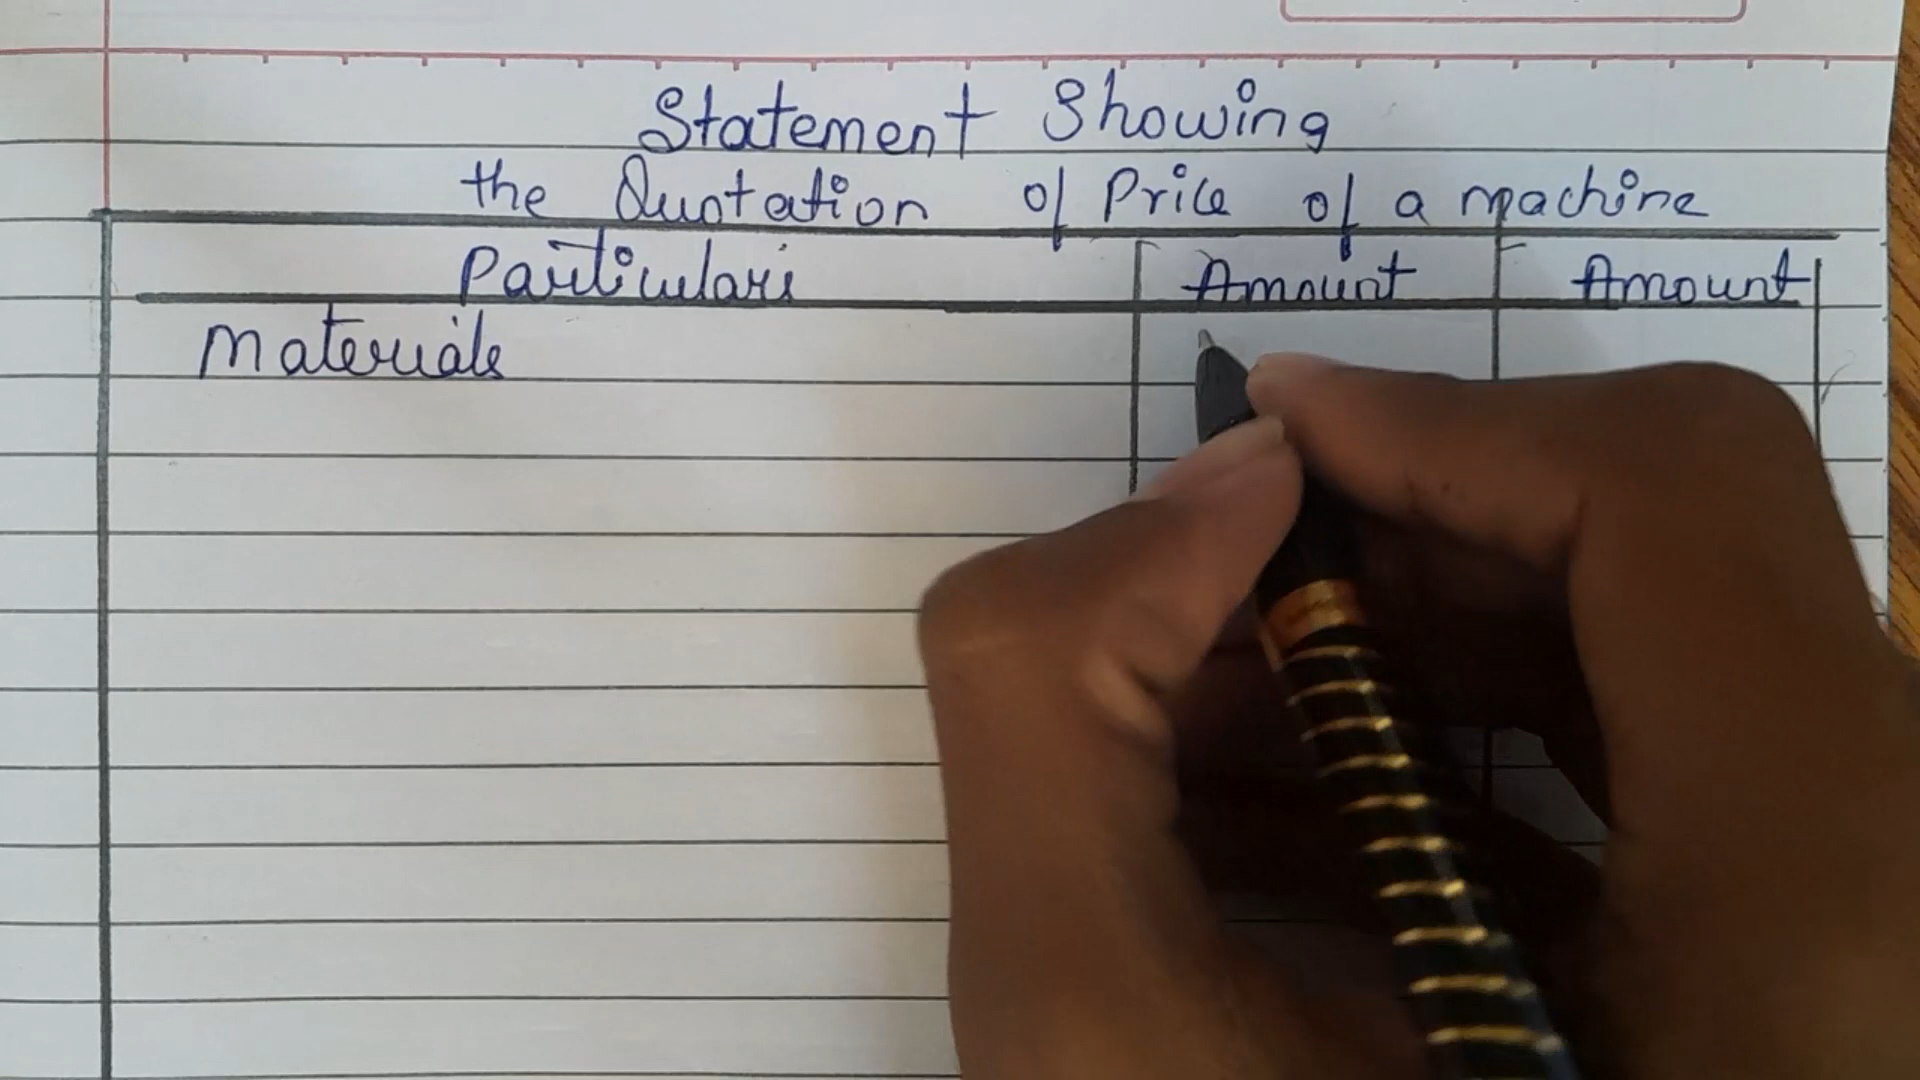 Statement Showing
the Quotation of Price of a machine
Particulars Amount Amount
Materials